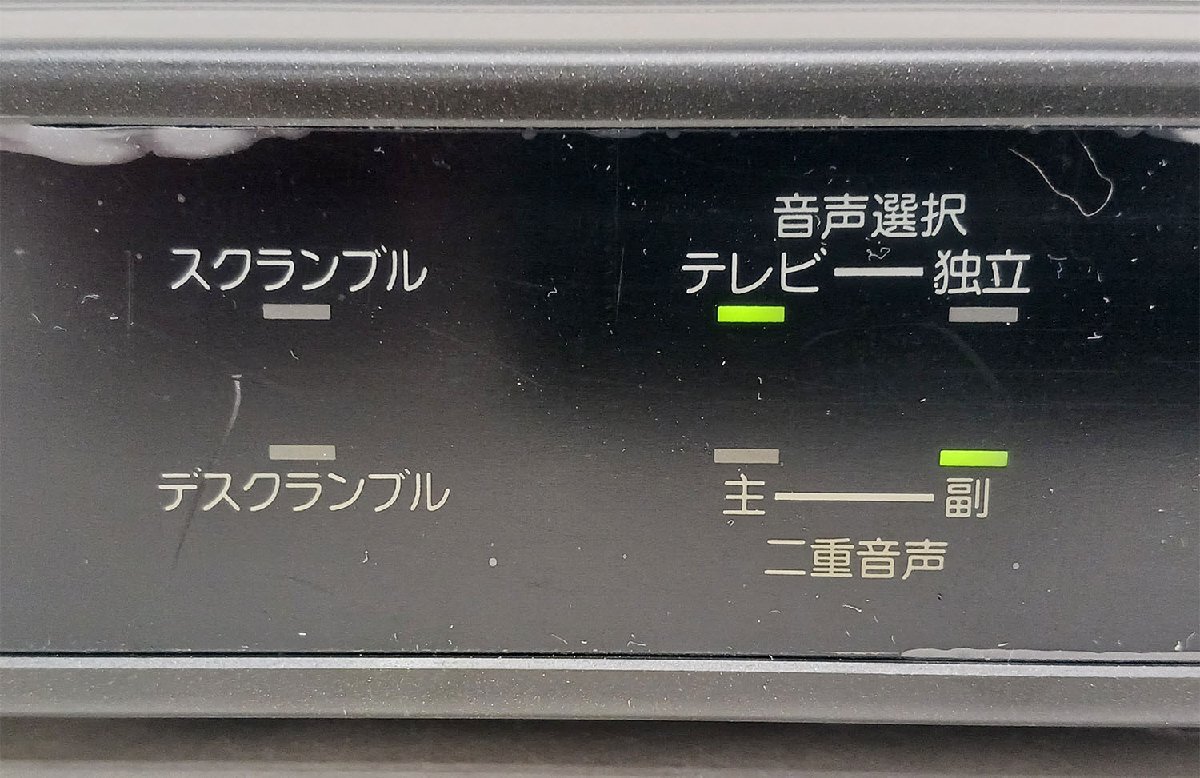 スクランブル
デスクランブル
音声選択
テレビ 独立
主 副
二重音声